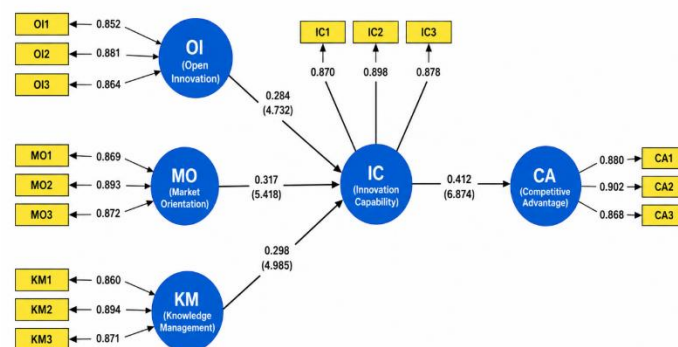 OI1
0.852
OI2
0.881
OI3
0.864
OI
(Open
Innovation)
IC1
IC2
IC3
0.870
0.898
0.878
0.284
(4.732)
MO1
0.869
MO2
0.893
MO3
0.872
MO
(Market
Orientation)
0.317
(5.418)
IC
(Innovation
Capability)
0.412
(6.874)
CA
(Competitive
Advantage)
0.880
CA1
0.902
CA2
0.868
CA3
0.298
(4.985)
KM1
0.860
KM2
0.894
KM3
0.871
KM
(Knowledge
Management)